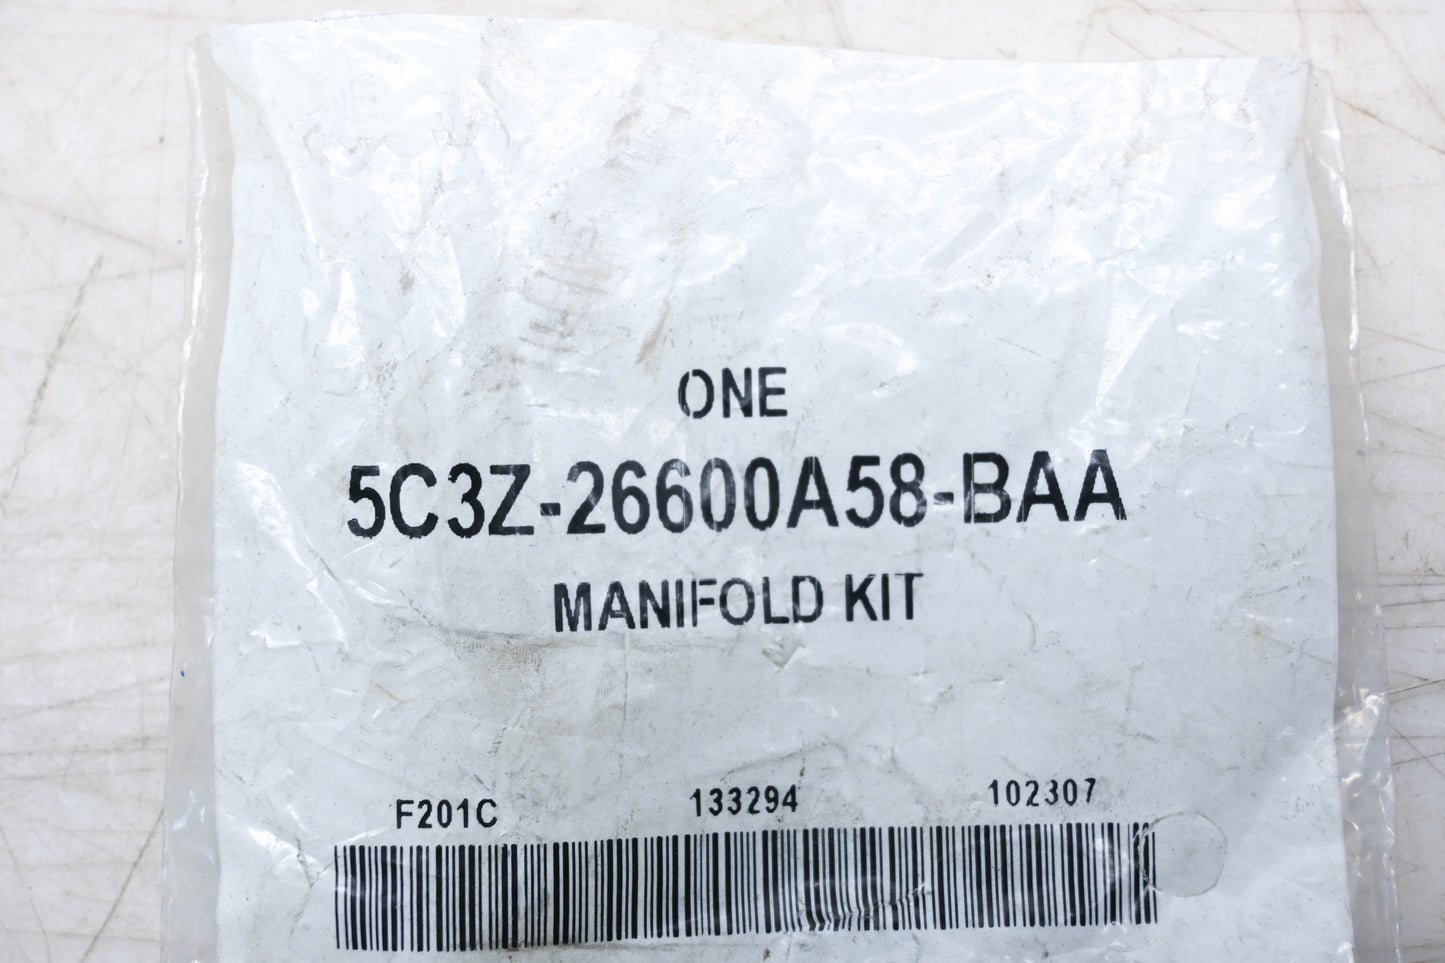 ONE
5C3Z-26600A58-BAA
MANIFOLD KIT
F201C 133294 102307